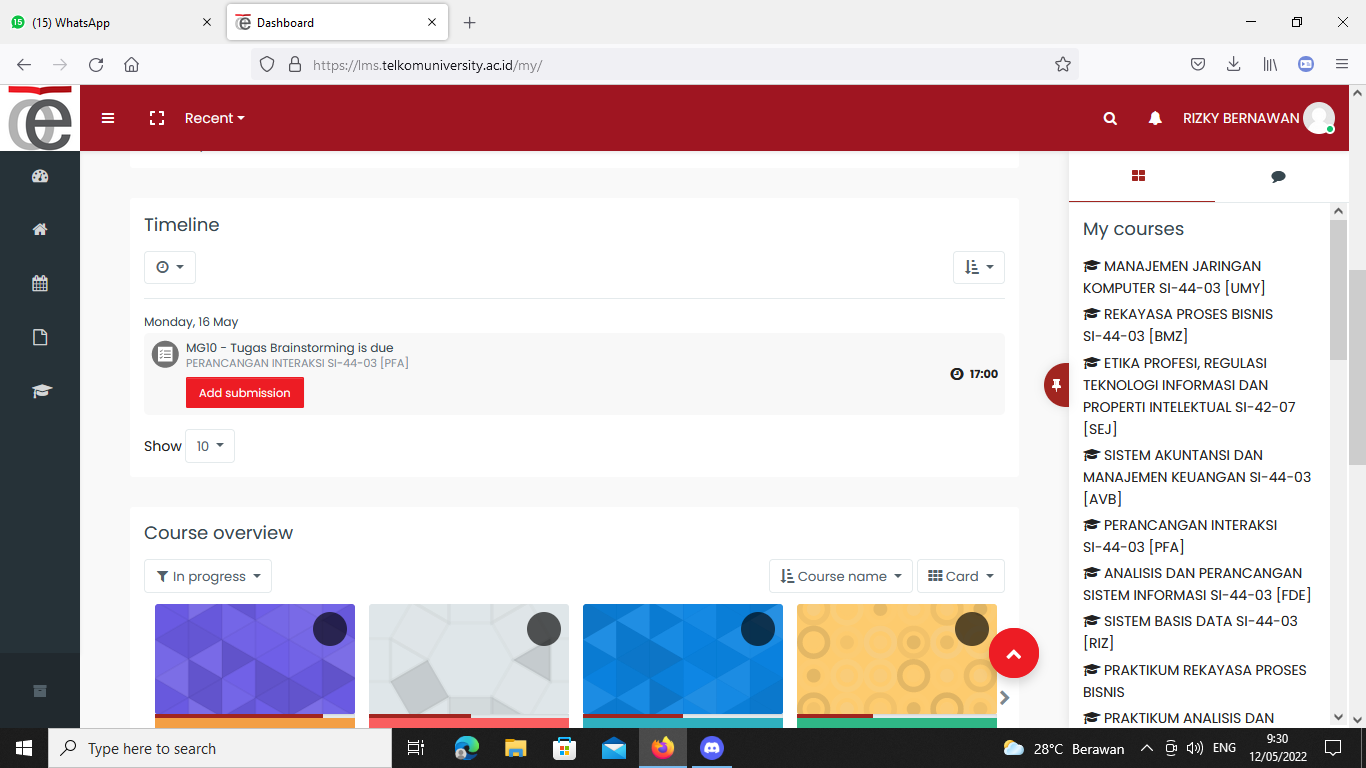 (15) WhatsApp
Dashboard
https://lms.telkomuniversity.ac.id/my/
Recent
RIZKY BERNAWAN
Timeline
Monday, 16 May
MG10 - Tugas Brainstorming is due
PERANCANGAN INTERAKSI SI-44-03 [PFA]
17:00
Add submission
Show 10
Course overview
In progress
Course name
Card
My courses
MANAJEMEN JARINGAN
KOMPUTER SI-44-03 [UMY]
REKAYASA PROSES BISNIS
SI-44-03 [BMZ]
ETIKA PROFESI, REGULASI
TEKNOLOGI INFORMASI DAN
PROPERTI INTELEKTUAL SI-42-07
[SEJ]
SISTEM AKUNTANSI DAN
MANAJEMEN KEUANGAN SI-44-03
[AVB]
PERANCANGAN INTERAKSI
SI-44-03 [PFA]
ANALISIS DAN PERANCANGAN
SISTEM INFORMASI SI-44-03 [FDE]
SISTEM BASIS DATA SI-44-03
[RIZ]
PRAKTIKUM REKAYASA PROSES
BISNIS
PRAKTIKUM ANALISIS DAN
Type here to search
28°C Berawan
ENG
9:30
12/05/2022